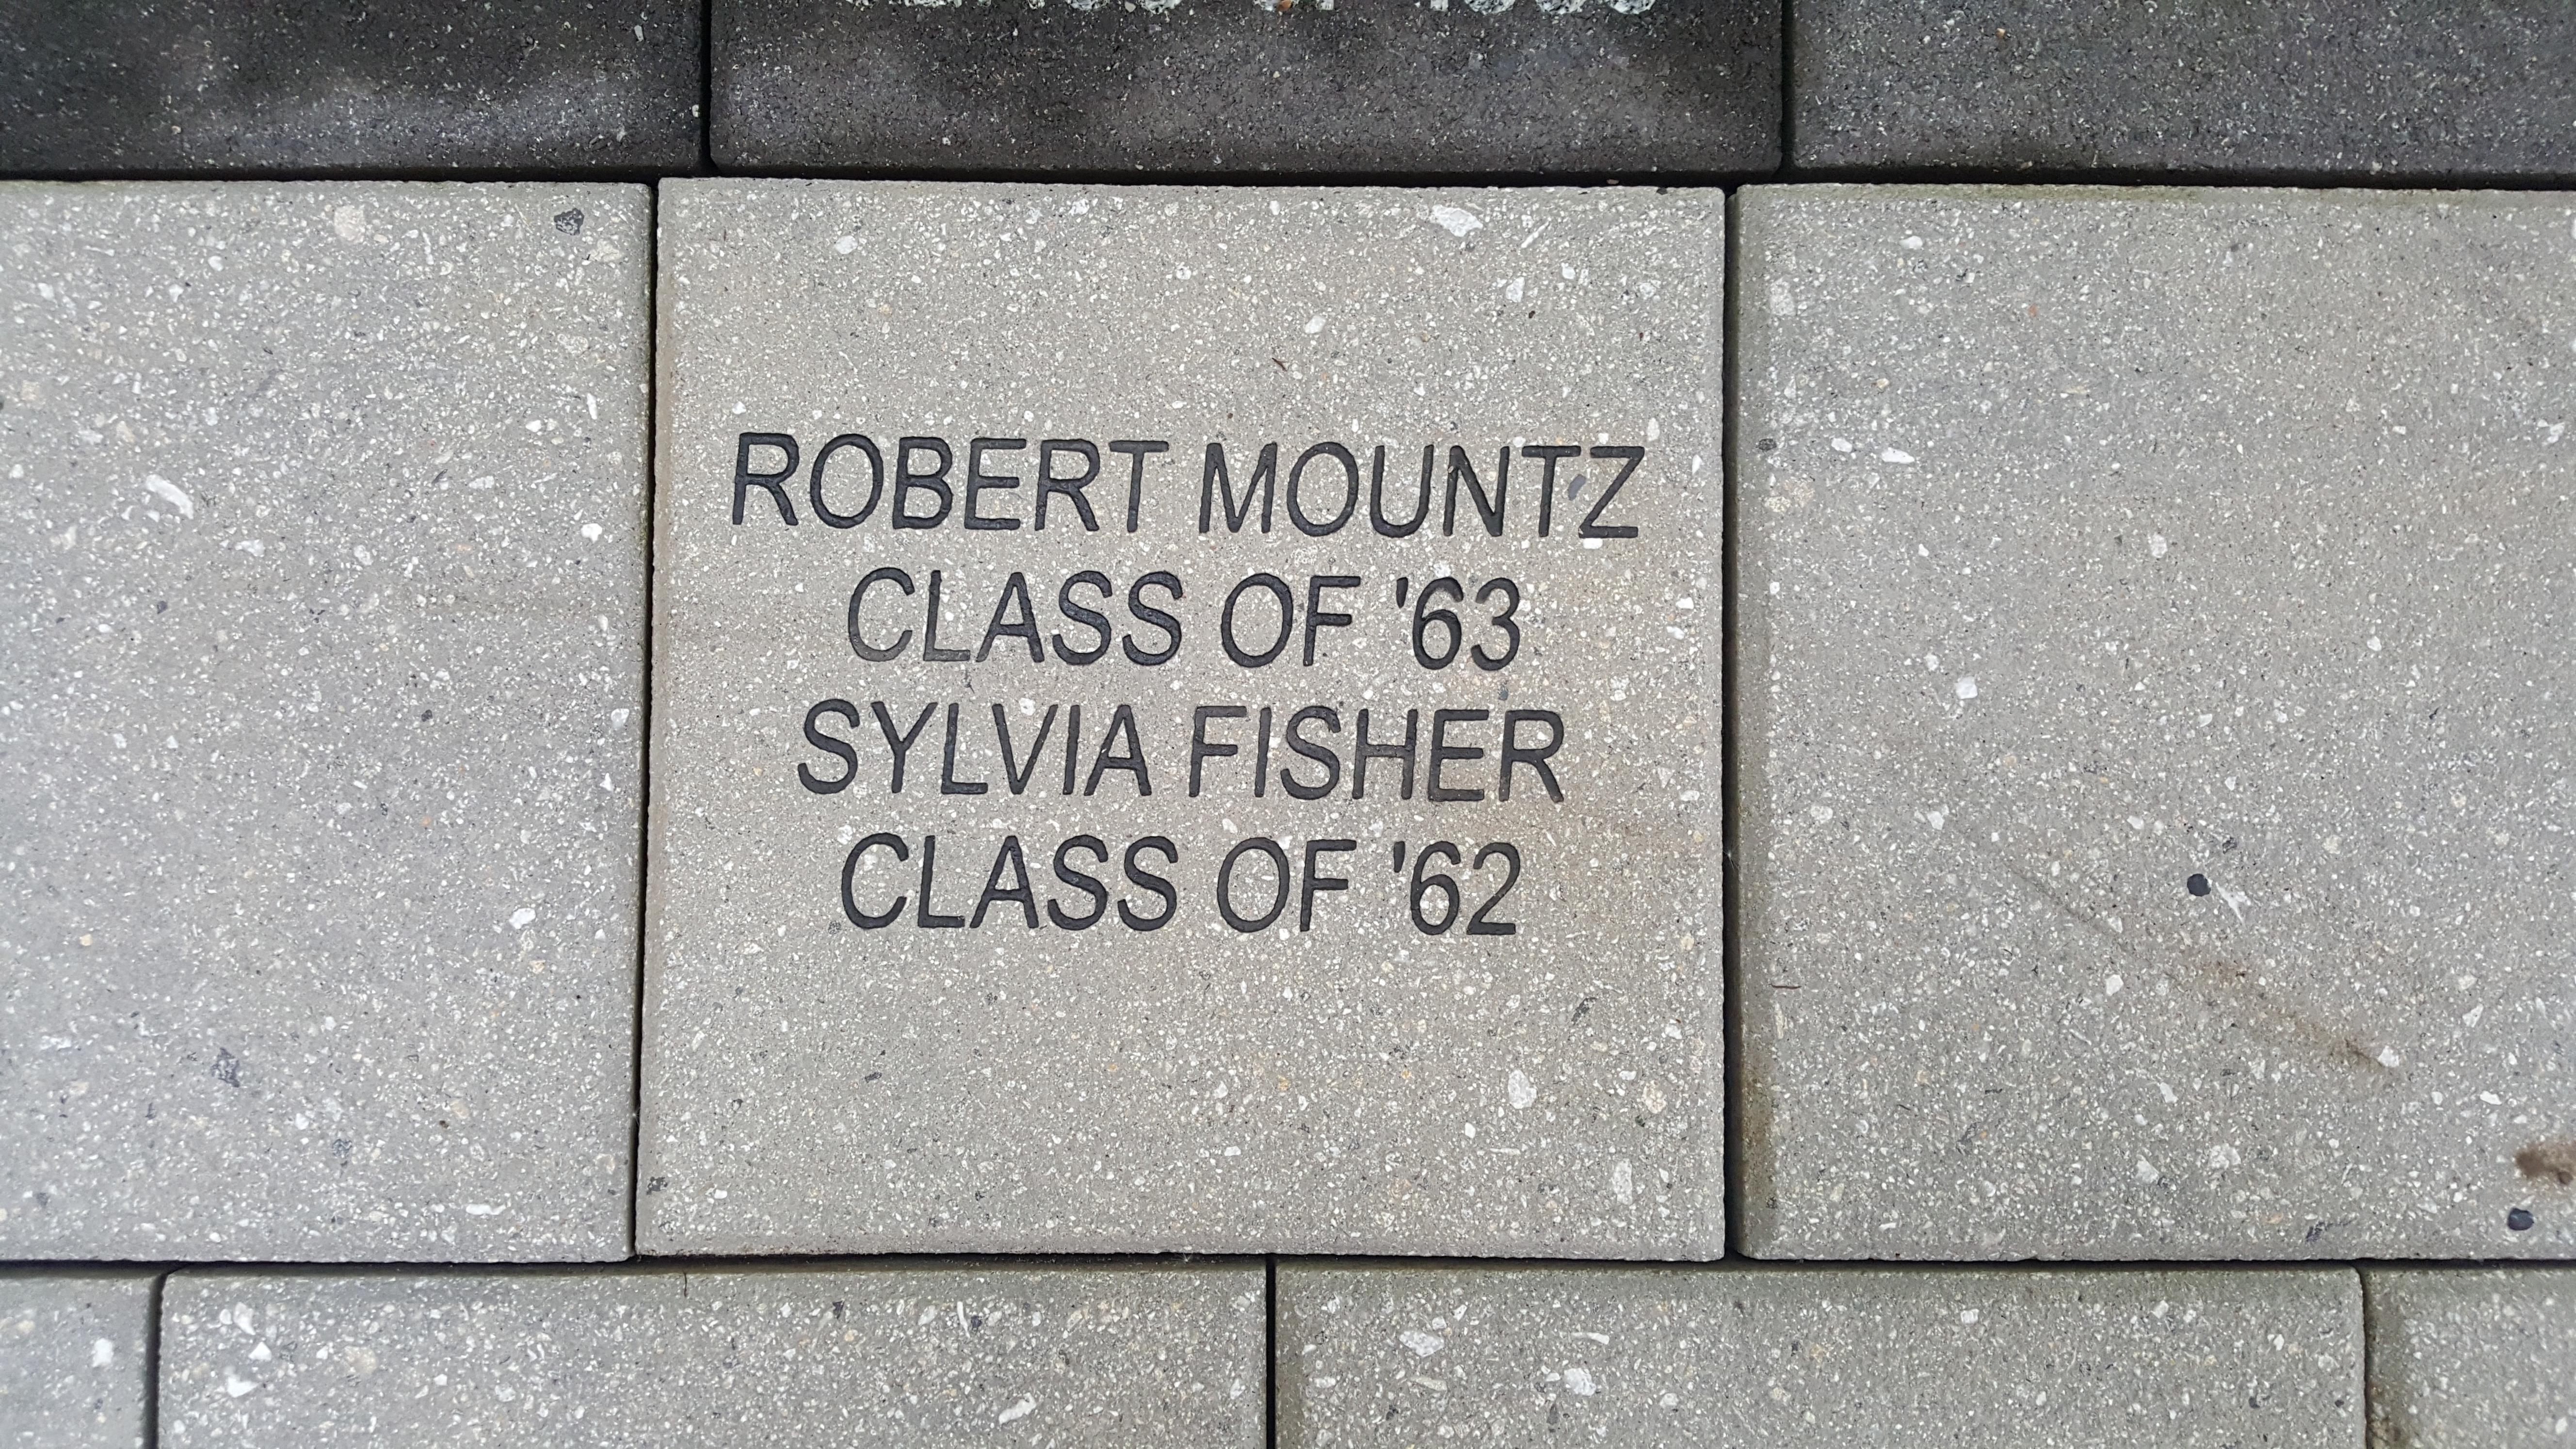 ROBERT MOUNTZ
CLASS OF '63
SYLVIA FISHER
CLASS OF '62